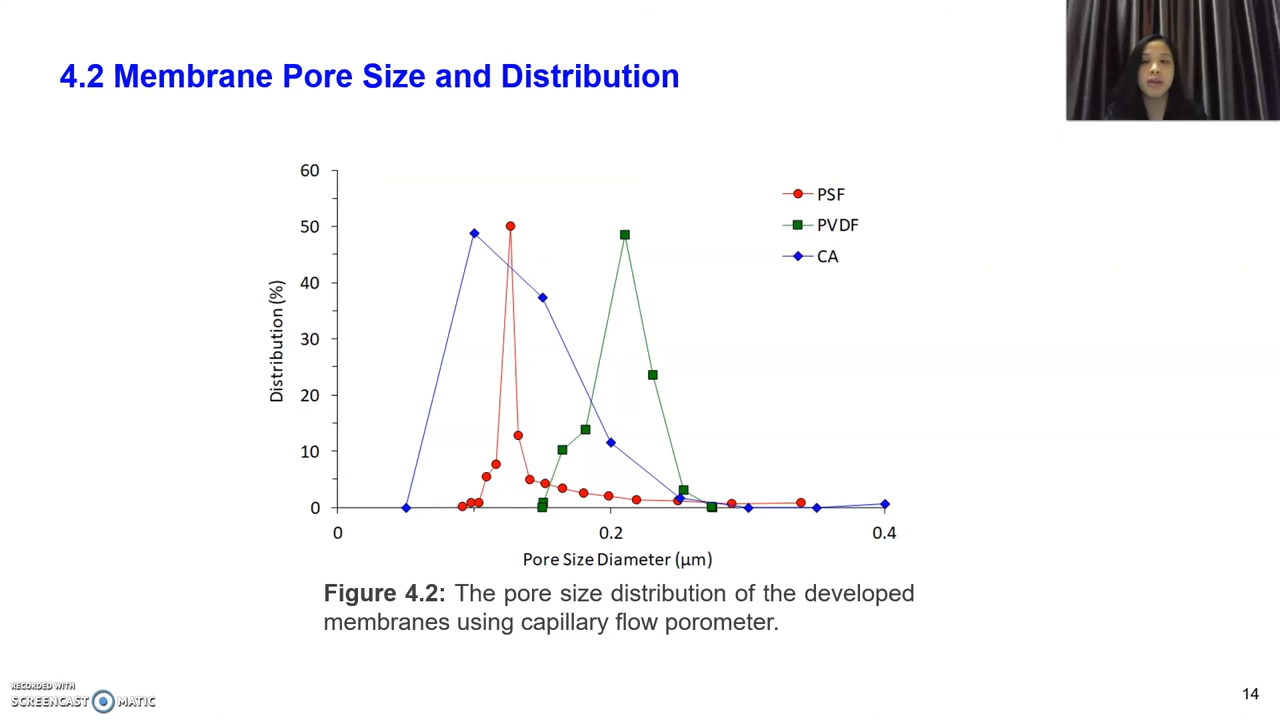 4.2 Membrane Pore Size and Distribution
60
50
40
30
20
10
0
Distribution (%)
PSF
PVDF
CA
0
0.2
0.4
Pore Size Diameter (µm)
Figure 4.2: The pore size distribution of the developed
membranes using capillary flow porometer.
RECORDED WITH
SCREENCAST MATIC
14